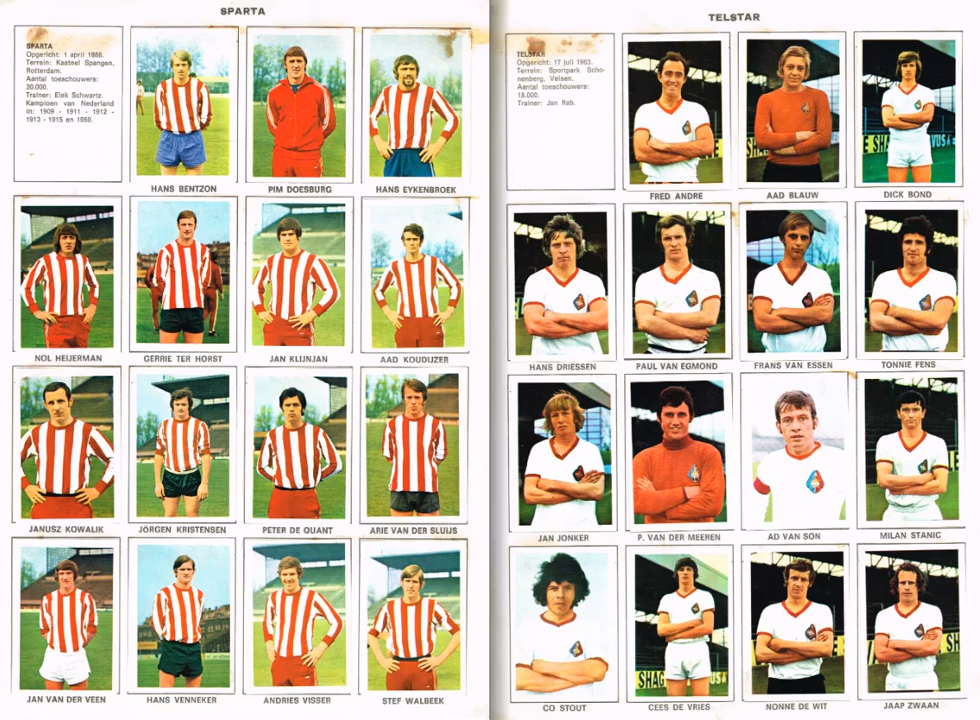 SPARTA
SPARTA
Opgericht: 1 april 1888.
Terrein: Kasteel Spangen,
Rotterdam.
Aantal toeschouwers:
30.000.
Trainer: Elek Schwartz.
Kampioen van Nederland
in: 1909 - 1911 - 1912 -
1913 - 1915 en 1959.
HANS BENTZON
PIM DOESBURG
HANS EYKENBROEK
NOL HEIJERMAN
GERRIE TER HORST
JAN KLIJNJAN
AAD KOUDIJZER
JANUSZ KOWALIK
JÖRGEN KRISTENSEN
PETER DE QUANT
ARIE VAN DER SLUIJS
JAN VAN DER VEEN
HANS VENNEKER
ANDRIES VISSER
STEF WALBEEK
TELSTAR
TELSTAR
Opgericht: 17 juli 1963.
Terrein: Sportpark Scho-
nenberg, Velsen.
Aantal toeschouwers:
18.000.
Trainer: Jan Rab.
FRED ANDRE
AAD BLAUW
DICK BOND
HANS DRIESSEN
PAUL VAN EGMOND
FRANS VAN ESSEN
TONNIE FENS
JAN JONKER
P. VAN DER MEEREN
AD VAN SON
MILAN STANIC
CO STOUT
CEES DE VRIES
NONNE DE WIT
JAAP ZWAAN